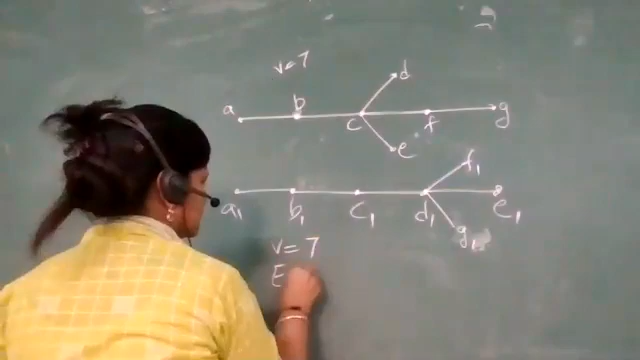 v=7
d
a b c f g
e
f₁
a₁ b₁ c₁ d₁ e₁
g₁
v=7
E